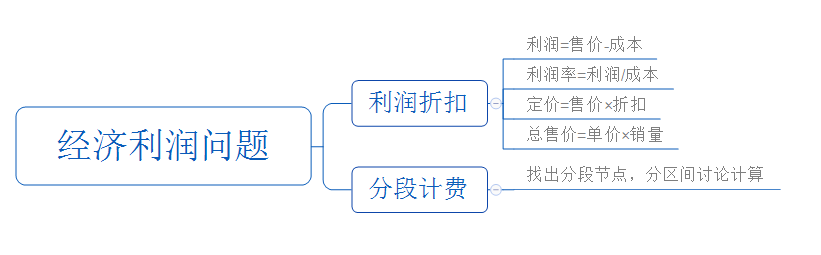 经济利润问题
利润折扣
利润=售价-成本
利润率=利润/成本
定价=售价×折扣
总售价=单价×销量
分段计费
找出分段节点，分区间讨论计算